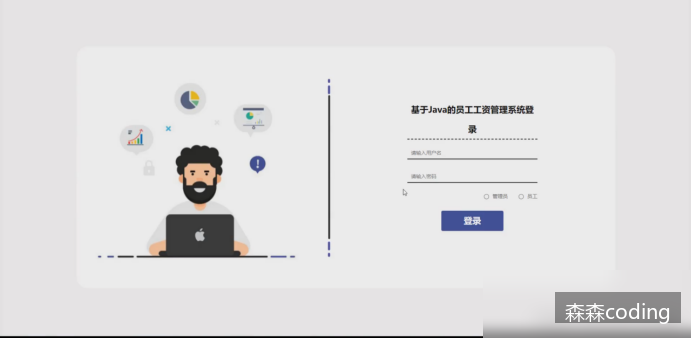 基于Java的员工工资管理系统登
录
请输入用户名
请输入密码
管理员 员工
登录
森森coding